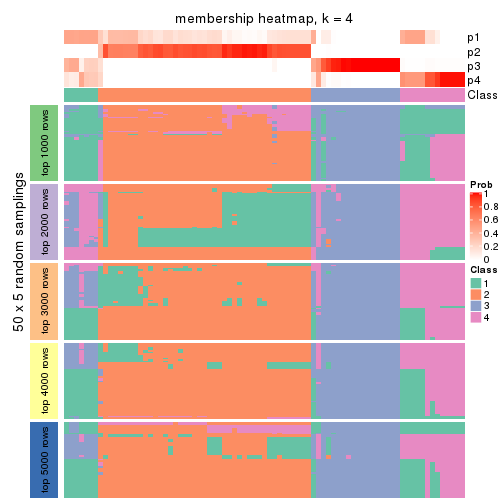 membership heatmap, k = 4
p1
p2
p3
p4
Class
50 x 5 random samplings
top 1000 rows
top 2000 rows
top 3000 rows
top 4000 rows
top 5000 rows
Prob
1
0.8
0.6
0.4
0.2
0
Class
1
2
3
4